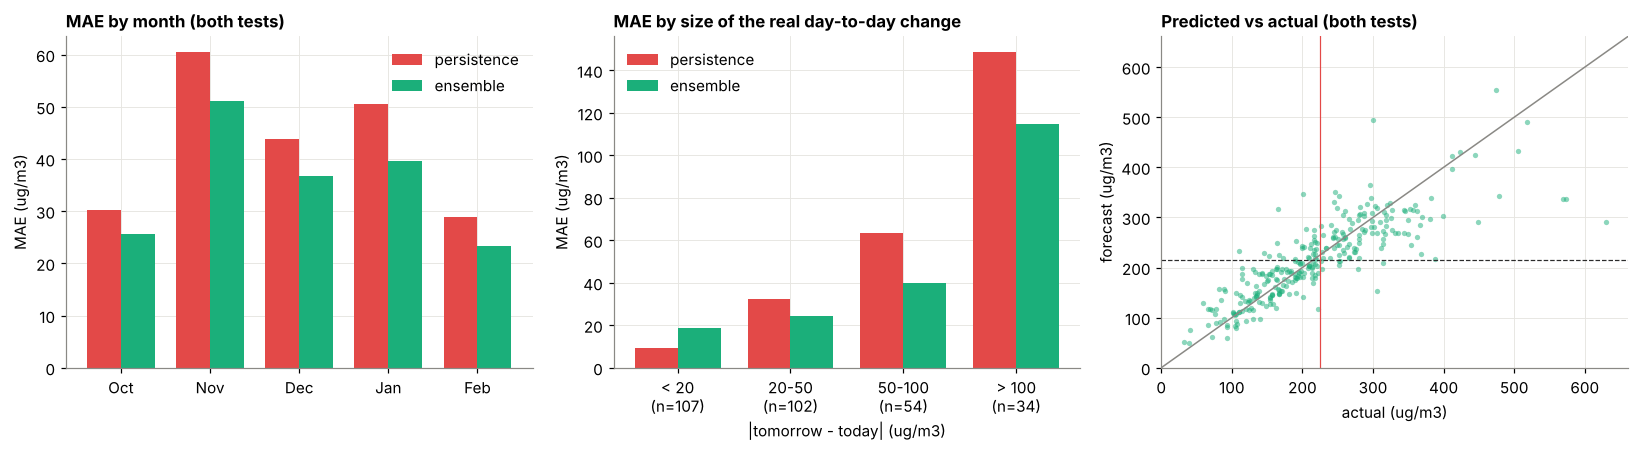 MAE by month (both tests)
MAE (ug/m3)
60
50
40
30
20
10
0
persistence
ensemble
Oct Nov Dec Jan Feb
MAE by size of the real day-to-day change
MAE (ug/m3)
140
120
100
80
60
40
20
0
persistence
ensemble
< 20 20-50 50-100 > 100
(n=107) (n=102) (n=54) (n=34)
|tomorrow - today| (ug/m3)
Predicted vs actual (both tests)
forecast (ug/m3)
600
500
400
300
200
100
0
0 100 200 300 400 500 600
actual (ug/m3)